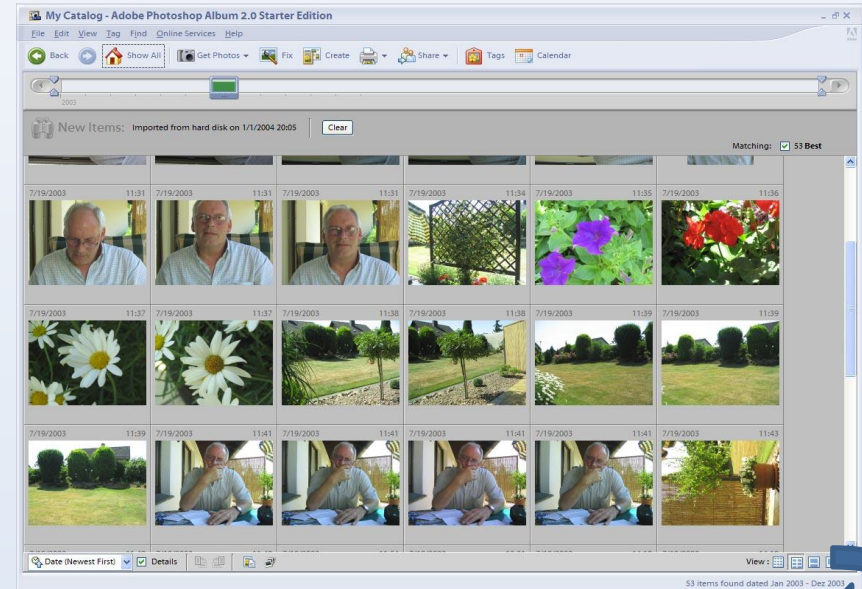 My Catalog - Adobe Photoshop Album 2.0 Starter Edition
File Edit View Tag Find Online Services Help
Back Show All Get Photos Fix Create Share Tags Calendar
2003
New Items: Imported from hard disk on 1/1/2004 20:05 Clear
Matching: 53 Best
7/19/2003 11:31 7/19/2003 11:31 7/19/2003 11:31 7/19/2003 11:34 7/19/2003 11:35 7/19/2003 11:36
7/19/2003 11:37 7/19/2003 11:37 7/19/2003 11:38 7/19/2003 11:38 7/19/2003 11:39 7/19/2003 11:39
7/19/2003 11:39 7/19/2003 11:41 7/19/2003 11:41 7/19/2003 11:41 7/19/2003 11:41 7/19/2003 11:43
Date (Newest First) Details View :
53 items found dated Jan 2003 - Dez 2003